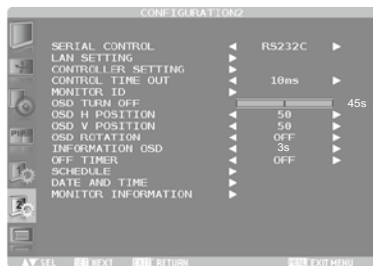 CONFIGURATION2
SERIAL CONTROL RS232C
LAN SETTING
CONTROLLER SETTING
CONTROL TIME OUT 10ms
MONITOR ID
OSD TURN OFF 45s
OSD H POSITION 50
OSD V POSITION 50
OSD ROTATION OFF
INFORMATION OSD 3s
OFF TIMER OFF
SCHEDULE
DATE AND TIME
MONITOR INFORMATION
SEL NEXT EXIT RETURN EXIT MENU